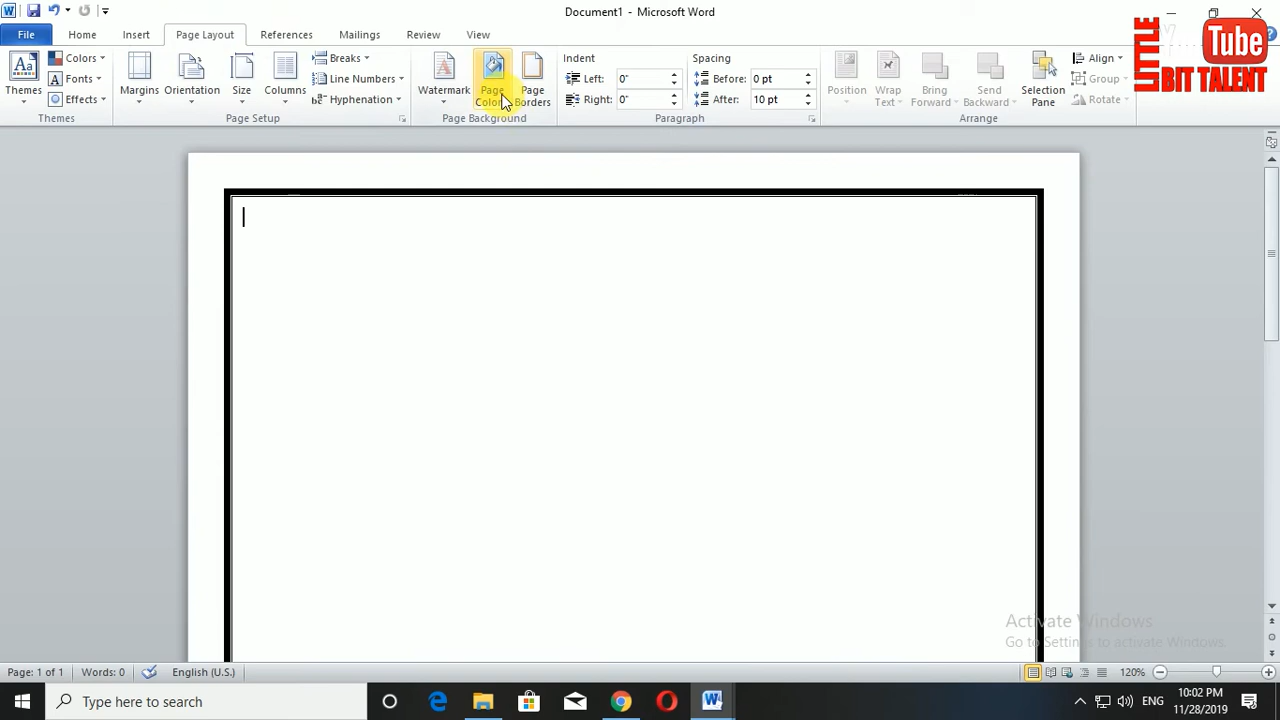 Document1 - Microsoft Word
File Home Insert Page Layout References Mailings Review View
Themes
Colors
Fonts
Effects
Themes
Margins
Orientation
Size
Columns
Breaks
Line Numbers
Hyphenation
Page Setup
Watermark
Page
Color
Page
Borders
Page Background
Indent
Left: 0"
Right: 0"
Spacing
Before: 0 pt
After: 10 pt
Paragraph
Position
Wrap
Text
Bring
Forward
Send
Backward
Selection
Pane
Align
Group
Rotate
Arrange
LITTLE
Tube
BIT TALENT
Activate Windows
Go to Settings to activate Windows.
Page: 1 of 1 Words: 0 English (U.S.) 120%
Type here to search
ENG
10:02 PM
11/28/2019